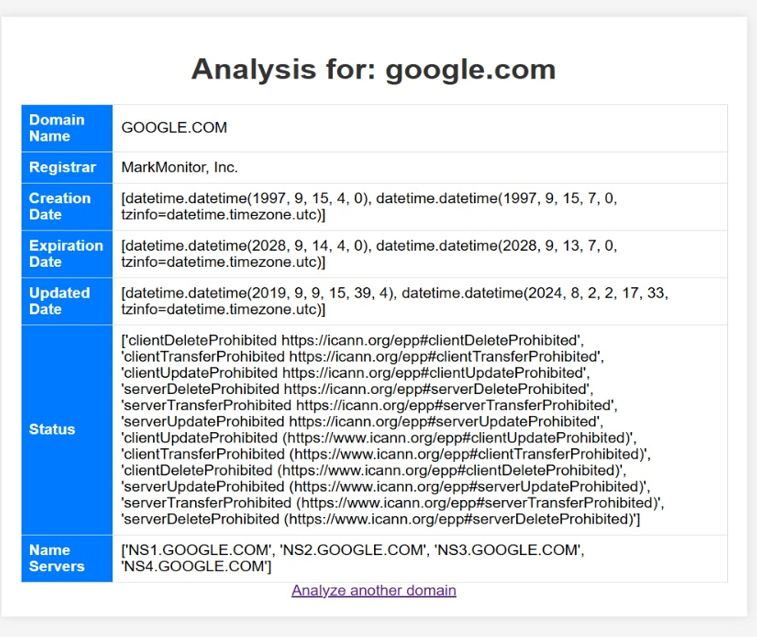 Analysis for: google.com
Domain
Name
GOOGLE.COM
Registrar
MarkMonitor, Inc.
Creation
Date
[datetime.datetime(1997, 9, 15, 4, 0), datetime.datetime(1997, 9, 15, 7, 0,
tzinfo=datetime.timezone.utc)]
Expiration
Date
[datetime.datetime(2028, 9, 14, 4, 0), datetime.datetime(2028, 9, 13, 7, 0,
tzinfo=datetime.timezone.utc)]
Updated
Date
[datetime.datetime(2019, 9, 9, 15, 39, 4), datetime.datetime(2024, 8, 2, 2, 17, 33,
tzinfo=datetime.timezone.utc)]
Status
['clientDeleteProhibited https://icann.org/epp#clientDeleteProhibited',
'clientTransferProhibited https://icann.org/epp#clientTransferProhibited',
'clientUpdateProhibited https://icann.org/epp#clientUpdateProhibited',
'serverDeleteProhibited https://icann.org/epp#serverDeleteProhibited',
'serverTransferProhibited https://icann.org/epp#serverTransferProhibited',
'serverUpdateProhibited https://icann.org/epp#serverUpdateProhibited',
'clientUpdateProhibited (https://www.icann.org/epp#clientUpdateProhibited)',
'clientTransferProhibited (https://www.icann.org/epp#clientTransferProhibited)',
'clientDeleteProhibited (https://www.icann.org/epp#clientDeleteProhibited)',
'serverUpdateProhibited (https://www.icann.org/epp#serverUpdateProhibited)',
'serverTransferProhibited (https://www.icann.org/epp#serverTransferProhibited)',
'serverDeleteProhibited (https://www.icann.org/epp#serverDeleteProhibited)']
Name
Servers
['NS1.GOOGLE.COM', 'NS2.GOOGLE.COM', 'NS3.GOOGLE.COM',
'NS4.GOOGLE.COM']
Analyze another domain